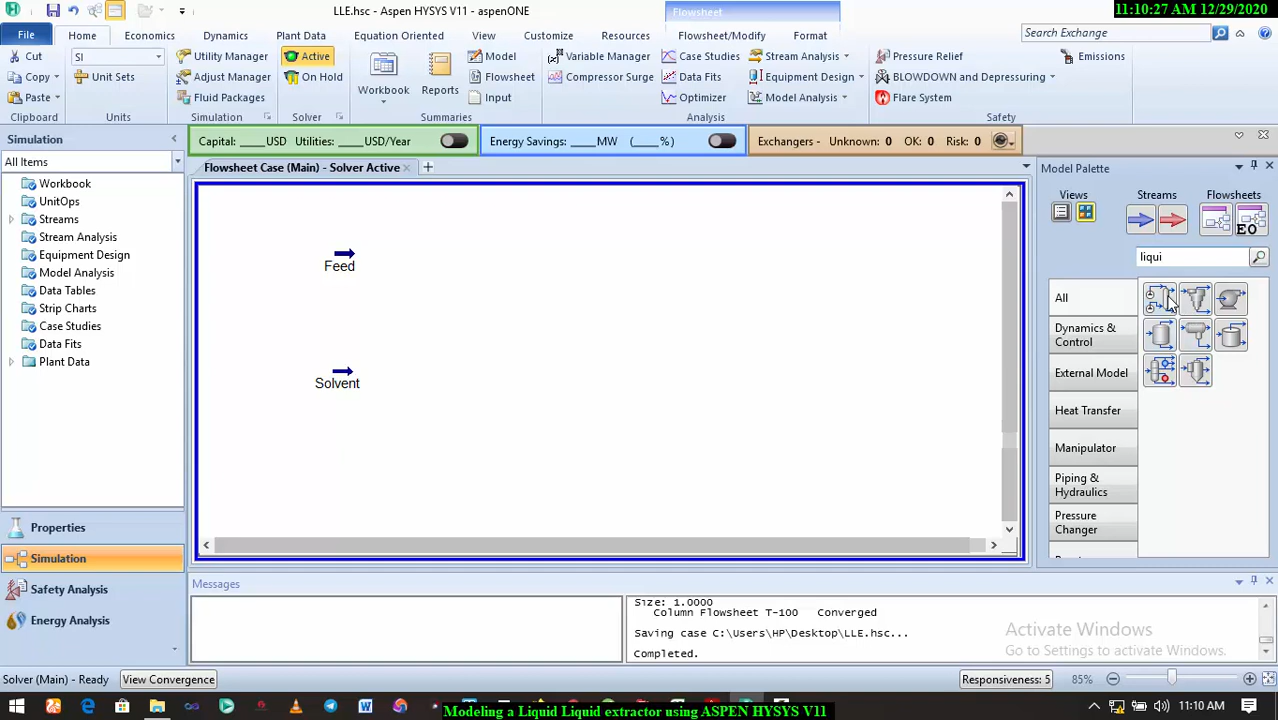 LLE.hsc - Aspen HYSYS V11 - aspenONE
Flowsheet
11:10:27 AM 12/29/2020
File
Home
Economics
Dynamics
Plant Data
Equation Oriented
View
Customize
Resources
Flowsheet/Modify
Format
Search Exchange
Cut
Copy
Paste
Clipboard
SI
Unit Sets
Units
Utility Manager
Adjust Manager
Fluid Packages
Simulation
Active
On Hold
Solver
Workbook
Reports
Model
Flowsheet
Input
Summaries
Variable Manager
Compressor Surge
Case Studies
Data Fits
Optimizer
Stream Analysis
Equipment Design
Model Analysis
Analysis
Pressure Relief
BLOWDOWN and Depressuring
Flare System
Emissions
Safety
Simulation
Capital: ____ USD Utilities: ____ USD/Year
Energy Savings: ____ MW (____ %)
Exchangers - Unknown: 0 OK: 0 Risk: 0
All Items
Workbook
UnitOps
Streams
Stream Analysis
Equipment Design
Model Analysis
Data Tables
Strip Charts
Case Studies
Data Fits
Plant Data
Properties
Simulation
Safety Analysis
Energy Analysis
Flowsheet Case (Main) - Solver Active
Feed
Solvent
Model Palette
Views
Streams
Flowsheets
EO
liqui
All
Dynamics &
Control
External Model
Heat Transfer
Manipulator
Piping &
Hydraulics
Pressure
Changer
Messages
Size: 1.0000
Column Flowsheet T-100 Converged
Saving case C:\Users\HP\Desktop\LLE.hsc...
Completed.
Activate Windows
Go to Settings to activate Windows.
Solver (Main) - Ready
View Convergence
Responsiveness: 5
85%
Modeling a Liquid Liquid extractor using ASPEN HYSYS V11
11:10 AM